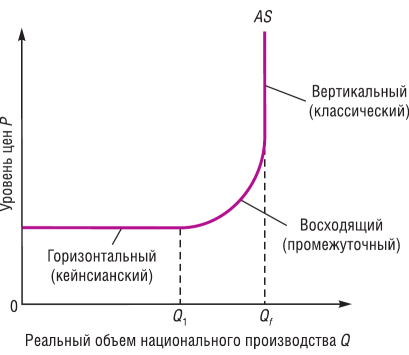 AS
Вертикальный
(классический)
Уровень цен P
Восходящий
(промежуточный)
Горизонтальный
(кейнсианский)
0
Q1
Qf
Реальный объем национального производства Q